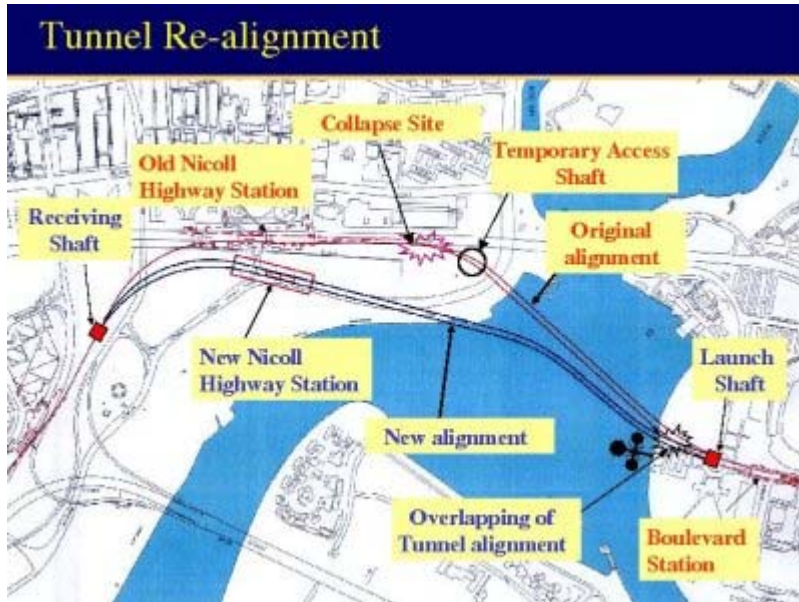 Tunnel Re-alignment
Collapse Site
Old Nicoll
Highway Station
Temporary Access
Shaft
Receiving
Shaft
Original
alignment
New Nicoll
Highway Station
Launch
Shaft
New alignment
Overlapping of
Tunnel alignment
Boulevard
Station